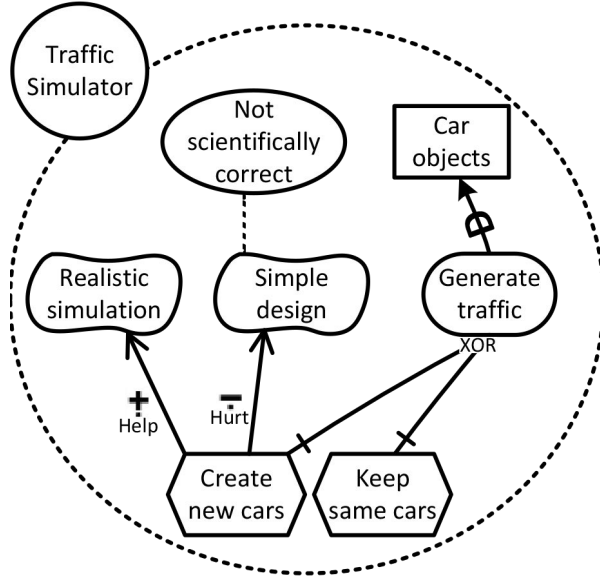 Traffic
Simulator
Not
scientifically
correct
Car
objects
D
Realistic
simulation
Simple
design
Generate
traffic
XOR
+
Help
-
Hurt
Create
new cars
Keep
same cars